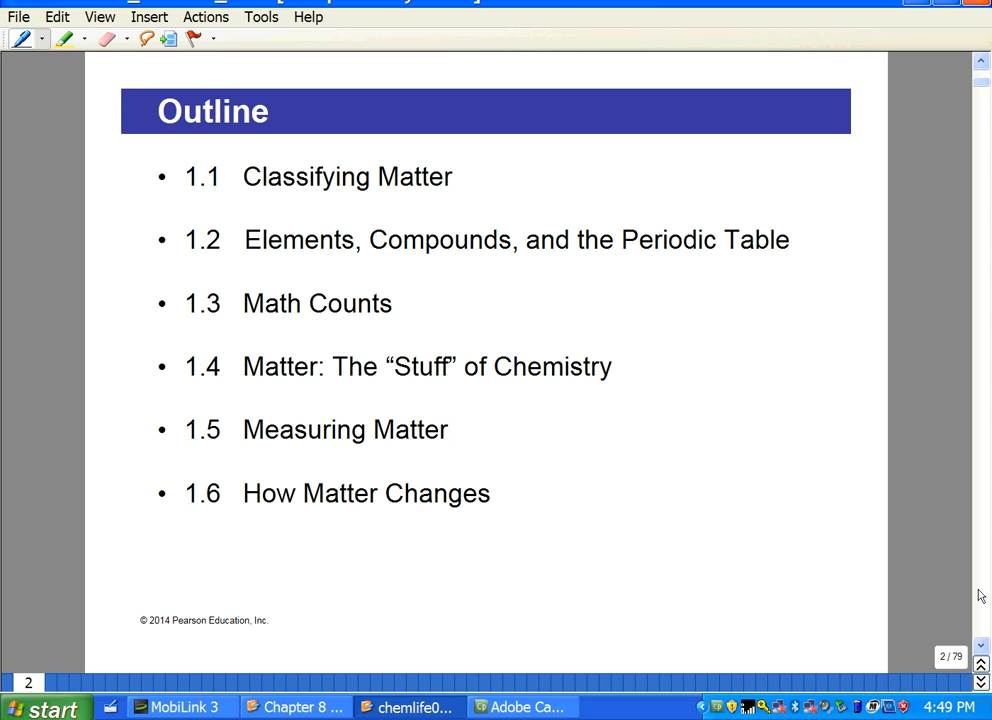 File Edit View Insert Actions Tools Help
Outline
• 1.1 Classifying Matter
• 1.2 Elements, Compounds, and the Periodic Table
• 1.3 Math Counts
• 1.4 Matter: The “Stuff” of Chemistry
• 1.5 Measuring Matter
• 1.6 How Matter Changes
© 2014 Pearson Education, Inc.
2 / 79
2
start MobiLink 3 Chapter 8 ... chemlife0... Adobe Ca... 4:49 PM